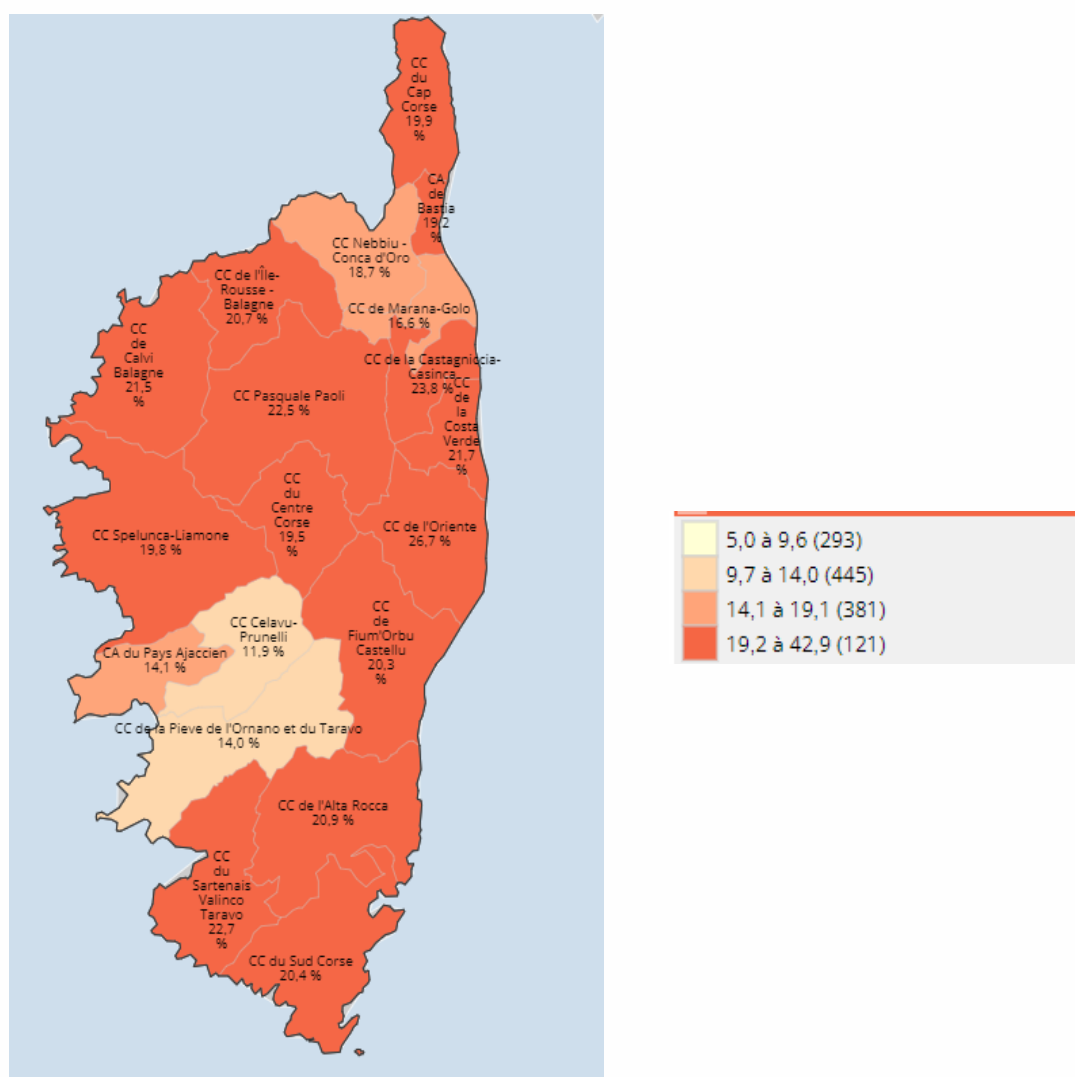 CC
du
Cap
Corse
19,9
%
CA
de
Bastia
19,2
%
CC Nebbiu -
Conca d'Oro
18,7 %
CC de l'Île-
Rousse -
Balagne
20,7 %
CC de Marana-Golo
16,6 %
CC
de
Calvi
Balagne
21,5
%
CC de la Castagniccia-
Casinca
23,8 %
CC Pasquale Paoli
22,5 %
CC
de
la
Costa
Verde
21,7
%
CC
du
Centre
Corse
19,5
%
CC Spelunca-Liamone
19,8 %
CC de l'Oriente
26,7 %
CC
de
Fium'Orbu
Castellu
20,3
%
CC Celavu-
Prunelli
11,9 %
CA du Pays Ajaccien
14,1 %
CC de la Pieve de l'Ornano et du Taravo
14,0 %
CC de l'Alta Rocca
20,9 %
CC
du
Sartenais
Valinco
Taravo
22,7
%
CC du Sud Corse
20,4 %
5,0 à 9,6 (293)
9,7 à 14,0 (445)
14,1 à 19,1 (381)
19,2 à 42,9 (121)